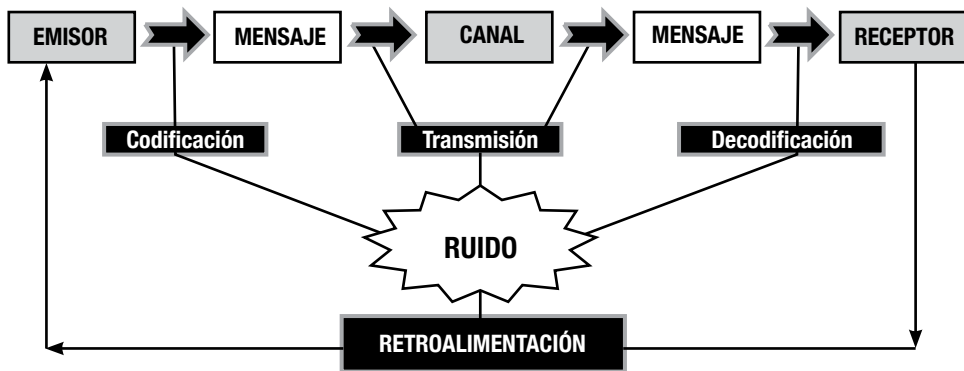 EMISOR
MENSAJE
CANAL
MENSAJE
RECEPTOR
Codificación
Transmisión
Decodificación
RUIDO
RETROALIMENTACIÓN